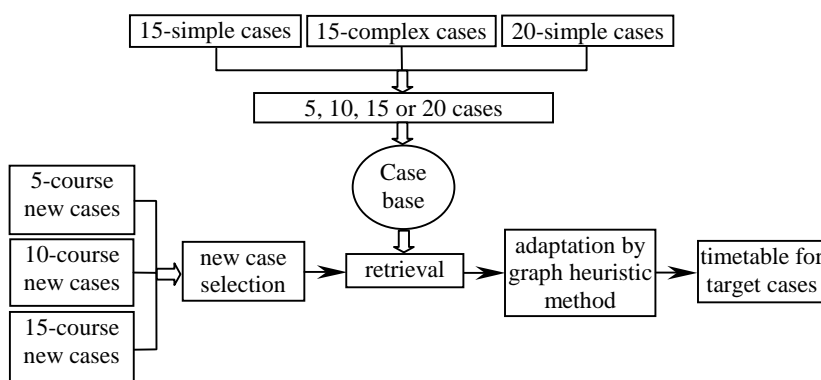 15-simple cases
15-complex cases
20-simple cases
5, 10, 15 or 20 cases
Case
base
5-course
new cases
10-course
new cases
15-course
new cases
new case
selection
retrieval
adaptation by
graph heuristic
method
timetable for
target cases